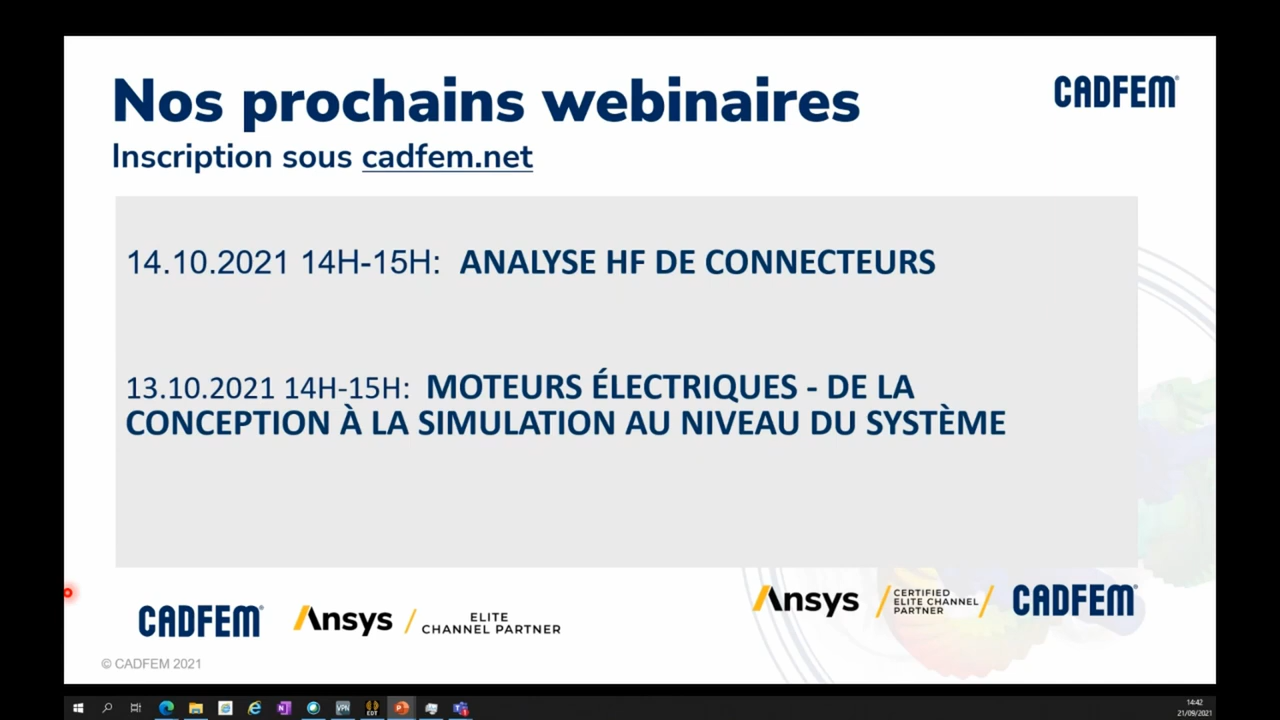 Nos prochains webinaires
CADFEM®
Inscription sous cadfem.net
14.10.2021 14H-15H: ANALYSE HF DE CONNECTEURS
13.10.2021 14H-15H: MOTEURS ÉLECTRIQUES - DE LA
CONCEPTION À LA SIMULATION AU NIVEAU DU SYSTÈME
CADFEM®
Ansys
ELITE
CHANNEL PARTNER
Ansys
CERTIFIED
ELITE CHANNEL
PARTNER
CADFEM®
© CADFEM 2021
VPN
EDT
14:42
21/09/2021